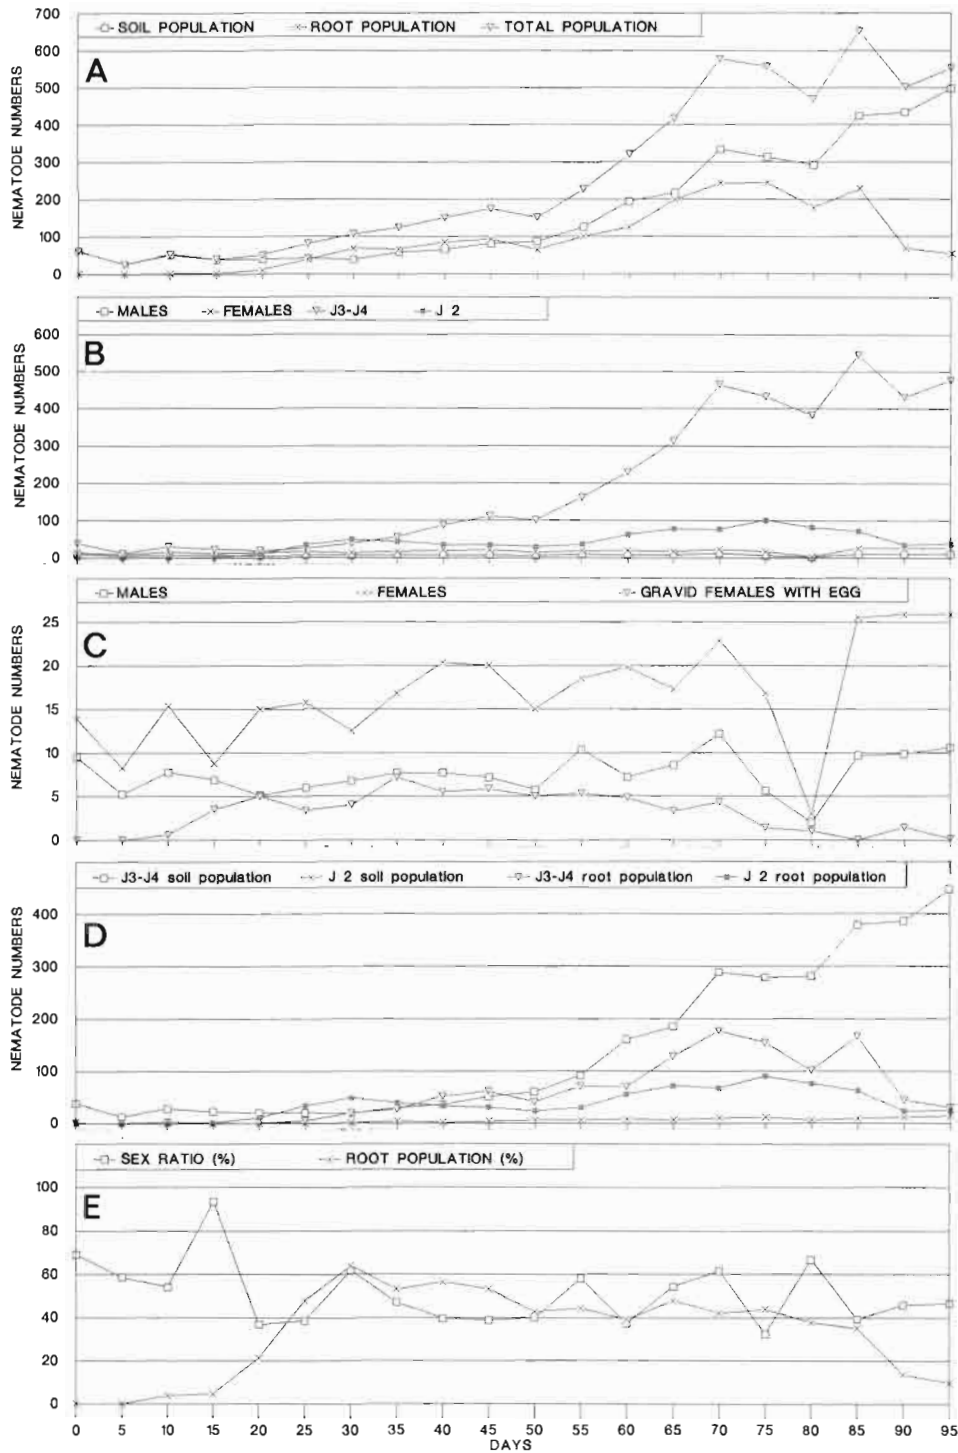 700
SOIL POPULATION ROOT POPULATION TOTAL POPULATION
600
A
500
400
300
200
100
0
NEMATODE NUMBERS
MALES FEMALES J3-J4 J 2
600
B
500
400
300
200
100
0
NEMATODE NUMBERS
MALES FEMALES GRAVID FEMALES WITH EGG
25
C
20
15
10
5
0
NEMATODE NUMBERS
J3-J4 soil population J 2 soil population J3-J4 root population J 2 root population
400
D
300
200
100
0
NEMATODE NUMBERS
SEX RATIO (%) ROOT POPULATION (%)
100
E
80
60
40
20
0
0 5 10 15 20 25 30 35 40 45 50 55 60 65 70 75 80 85 90 95
DAYS